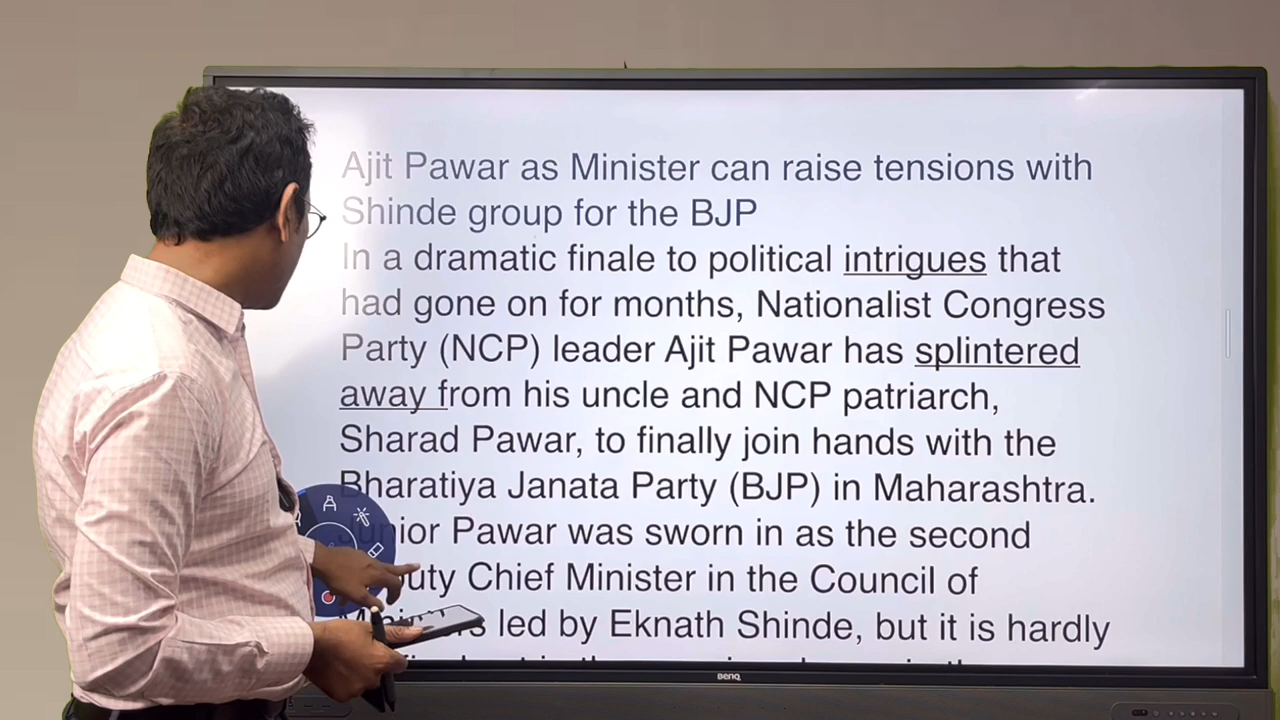 Ajit Pawar as Minister can raise tensions with
Shinde group for the BJP
In a dramatic finale to political intrigues that
had gone on for months, Nationalist Congress
Party (NCP) leader Ajit Pawar has splintered
away from his uncle and NCP patriarch,
Sharad Pawar, to finally join hands with the
Bharatiya Janata Party (BJP) in Maharashtra.
Junior Pawar was sworn in as the second
Chief Minister in the Council of
led by Eknath Shinde, but it is hardly
BenQ